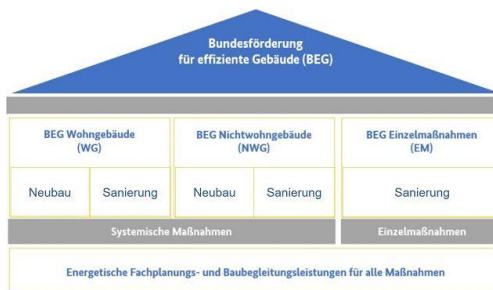 Bundesförderung
für effiziente Gebäude (BEG)
BEG Wohngebäude
(WG)
BEG Nichtwohngebäude
(NWG)
BEG Einzelmaßnahmen
(EM)
Neubau
Sanierung
Neubau
Sanierung
Sanierung
Systemische Maßnahmen
Einzelmaßnahmen
Energetische Fachplanungs- und Baubegleitungsleistungen für alle Maßnahmen